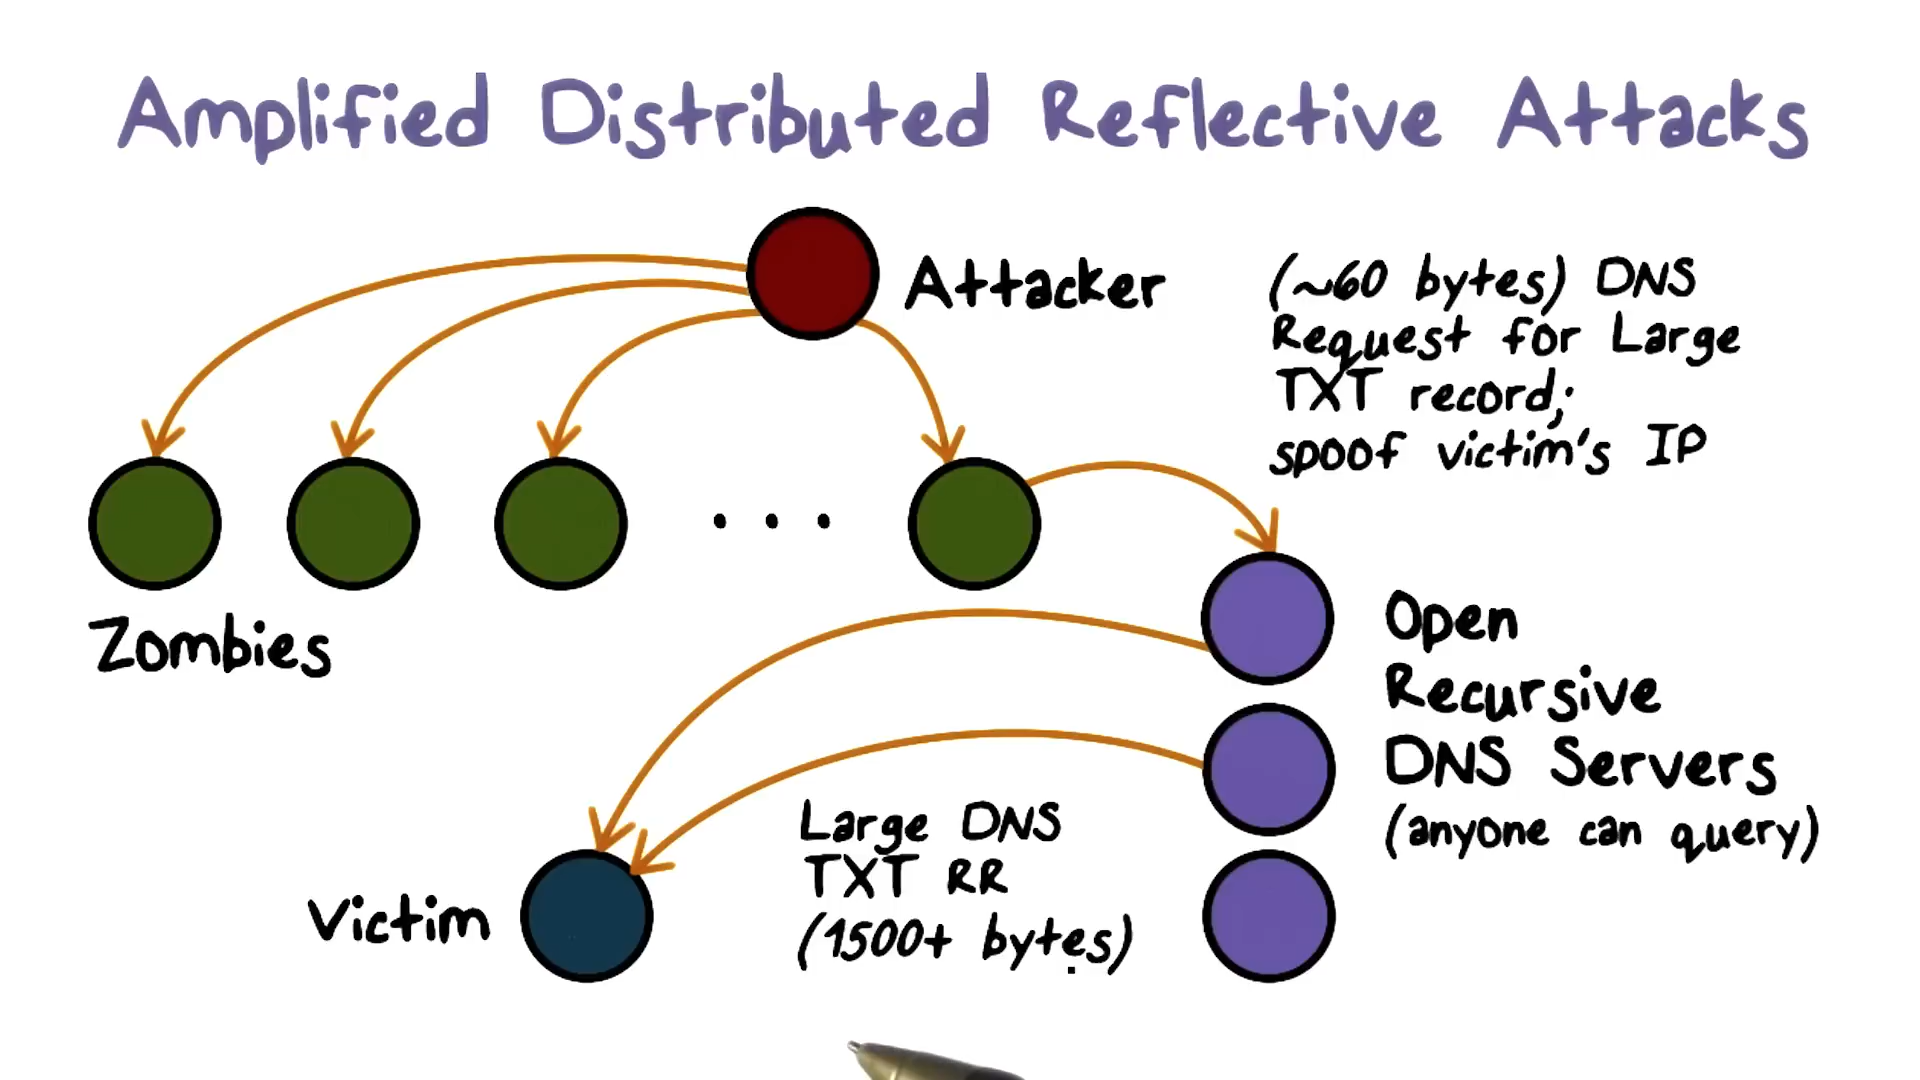 Amplified Distributed Reflective Attacks
Attacker
(~60 bytes) DNS
Request for Large
TXT record;
spoof victim's IP
Zombies
Open
Recursive
DNS Servers
(anyone can query)
Large DNS
TXT RR
(1500+ bytes)
Victim